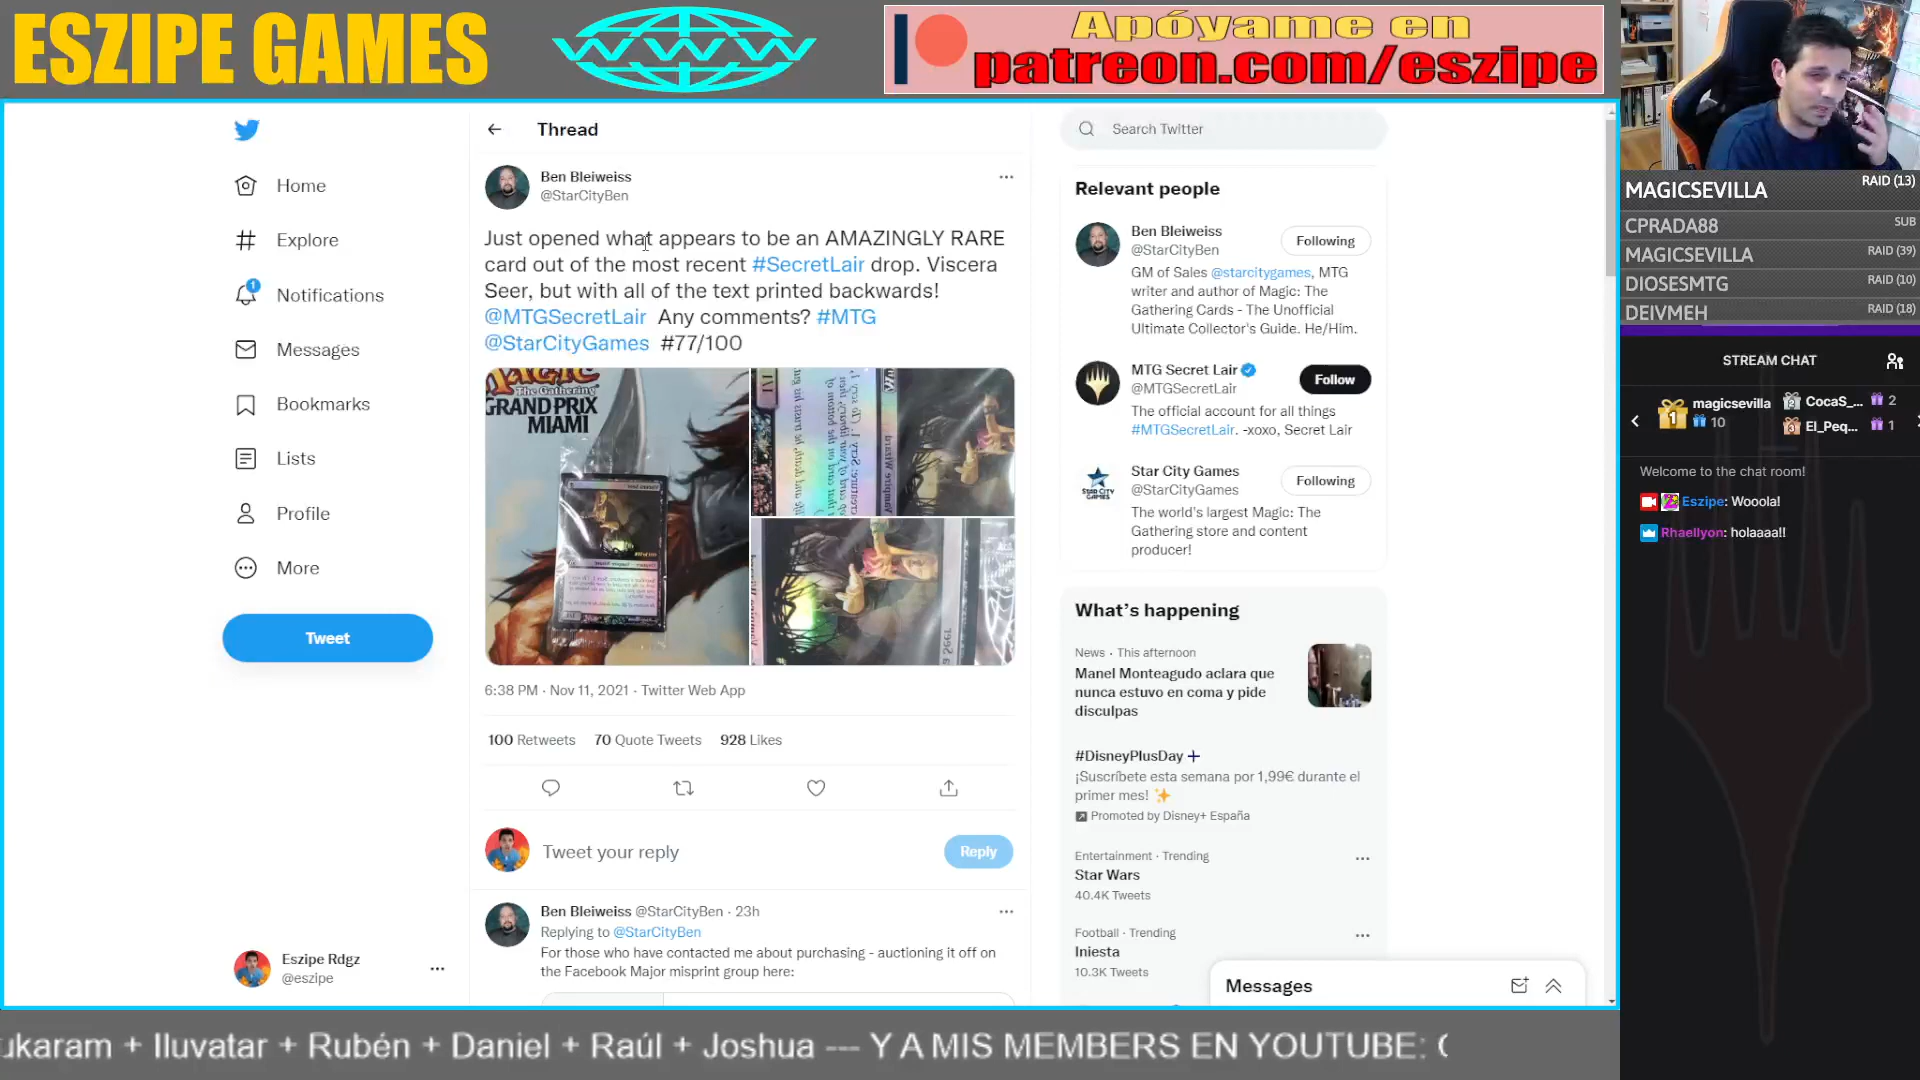 ESZIPE GAMES
WWW
Apóyame en
patreon.com/eszipe
Home
Explore
1
Notifications
Messages
Bookmarks
Lists
Profile
More
Tweet
Eszipe Rdgz
@eszipe
Thread
Ben Bleiweiss
@StarCityBen
Just opened what appears to be an AMAZINGLY RARE
card out of the most recent #SecretLair drop. Viscera
Seer, but with all of the text printed backwards!
@MTGSecretLair Any comments? #MTG
@StarCityGames #77/100
MAGIC
The Gathering
GRAND PRIX
MIAMI
6:38 PM · Nov 11, 2021 · Twitter Web App
100 Retweets 70 Quote Tweets 928 Likes
Tweet your reply
Reply
Ben Bleiweiss @StarCityBen · 23h
Replying to @StarCityBen
For those who have contacted me about purchasing - auctioning it off on
the Facebook Major misprint group here:
Search Twitter
Relevant people
Ben Bleiweiss
@StarCityBen
Following
GM of Sales @starcitygames, MTG
writer and author of Magic: The
Gathering Cards - The Unofficial
Ultimate Collector's Guide. He/Him.
MTG Secret Lair
@MTGSecretLair
Follow
The official account for all things
#MTGSecretLair. -xoxo, Secret Lair
STAR CITY
GAMES
Star City Games
@StarCityGames
Following
The world's largest Magic: The
Gathering store and content
producer!
What's happening
News · This afternoon
Manel Monteagudo aclara que
nunca estuvo en coma y pide
disculpas
#DisneyPlusDay
¡Suscríbete esta semana por 1,99€ durante el
primer mes! ✨
Promoted by Disney+ España
Entertainment · Trending
Star Wars
40.4K Tweets
Football · Trending
Iniesta
10.3K Tweets
Messages
MAGICSEVILLA RAID (13)
CPRADA88 SUB
MAGICSEVILLA RAID (39)
DIOSESMTG RAID (10)
DEIVMEH RAID (18)
STREAM CHAT
1
magicsevilla
10
2
CocaS_... 2
3
El_Peq... 1
Welcome to the chat room!
Eszipe: Wooola!
Rhaellyon: holaaaa!!
ukaram + Iluvatar + Rubén + Daniel + Raúl + Joshua --- Y A MIS MEMBERS EN YOUTUBE: